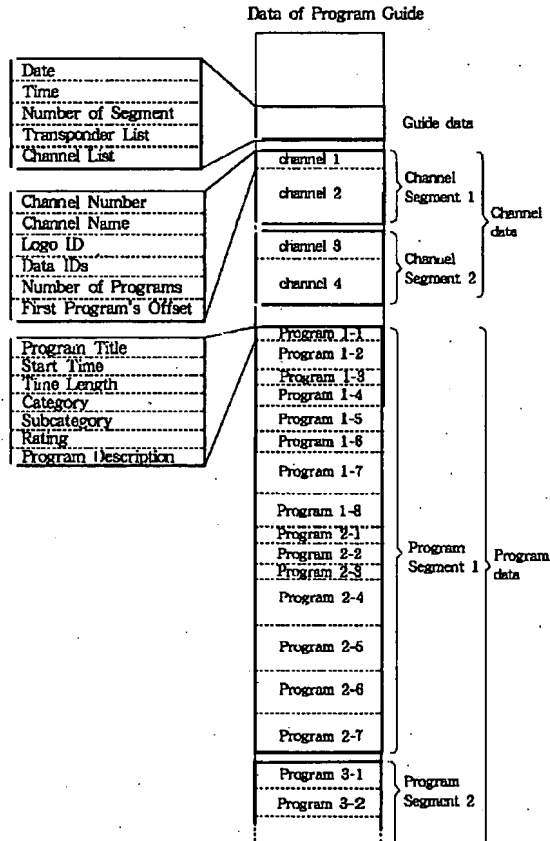 Data of Program Guide
Date
Time
Number of Segment
Transponder List
Channel List
Guide data
Channel Number
Channel Name
Logo ID
Data IDs
Number of Programs
First Program's Offset
channel 1
channel 2
Channel
Segment 1
channel 3
channel 4
Channel
Segment 2
Channel
data
Program Title
Start Time
Time Length
Category
Subcategory
Rating
Program Description
Program 1-1
Program 1-2
Program 1-3
Program 1-4
Program 1-5
Program 1-6
Program 1-7
Program 1-8
Program 2-1
Program 2-2
Program 2-3
Program 2-4
Program 2-5
Program 2-6
Program 2-7
Program
Segment 1
Program
data
Program 3-1
Program 3-2
Program
Segment 2